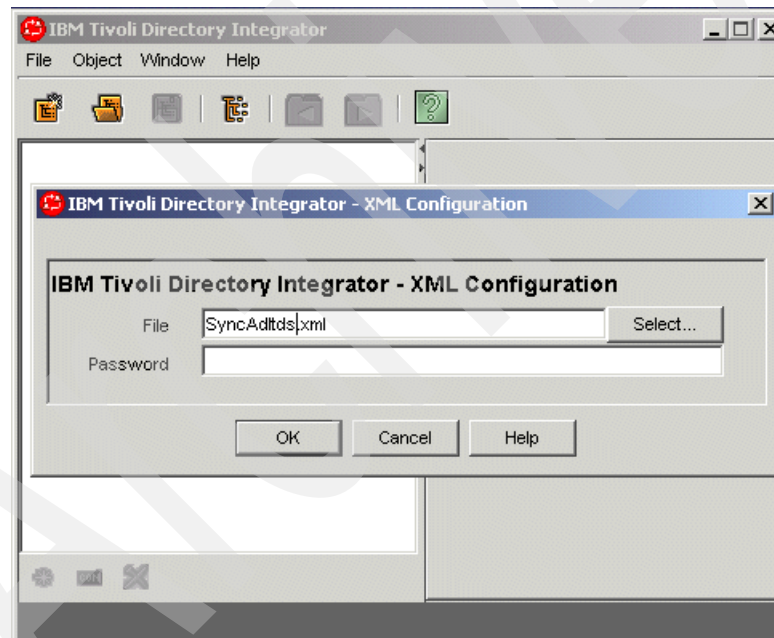 IBM Tivoli Directory Integrator
File Object Window Help
IBM Tivoli Directory Integrator - XML Configuration
IBM Tivoli Directory Integrator - XML Configuration
File SyncAdItds.xml Select...
Password
OK Cancel Help